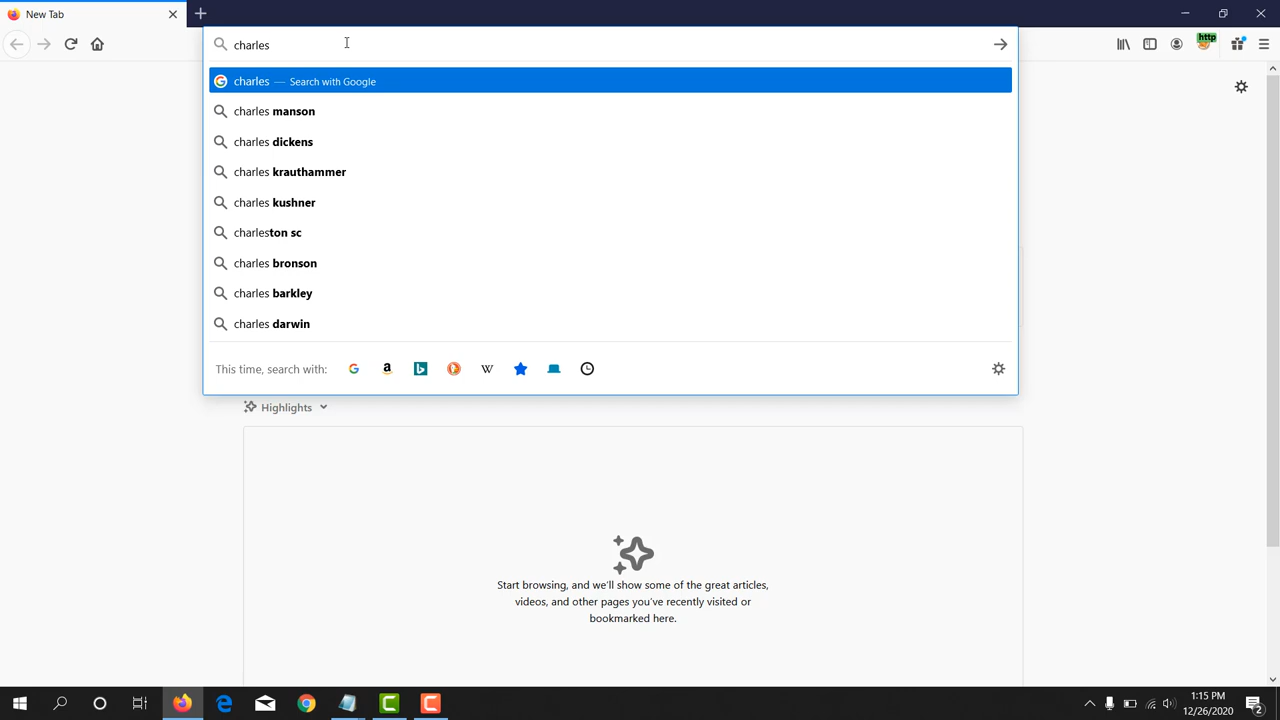 New Tab
http
charles
charles — Search with Google
charles manson
charles dickens
charles krauthammer
charles kushner
charleston sc
charles bronson
charles barkley
charles darwin
This time, search with:
Highlights
Start browsing, and we'll show some of the great articles,
videos, and other pages you've recently visited or
bookmarked here.
1:15 PM
12/26/2020
2